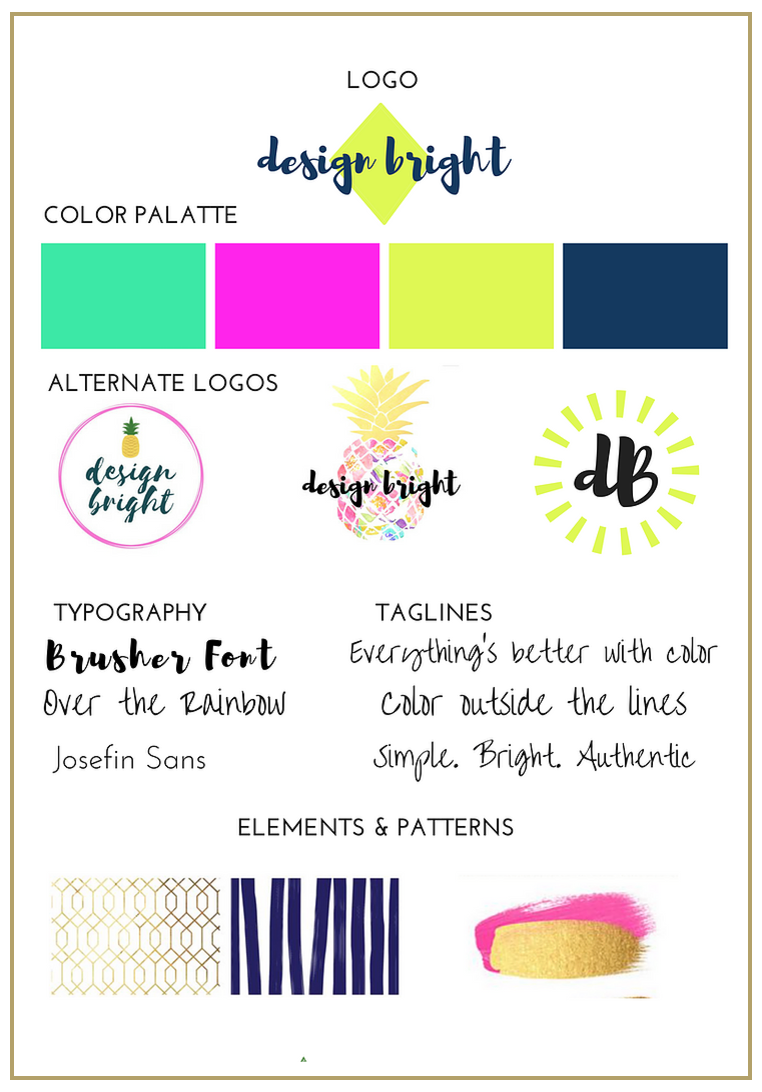 LOGO
design bright
COLOR PALATTE
ALTERNATE LOGOS
design
bright
design bright
dB
TYPOGRAPHY
Brusher Font
Over the Rainbow
Josefin Sans
TAGLINES
Everything's better with color
Color outside the lines
Simple. Bright. Authentic
ELEMENTS & PATTERNS